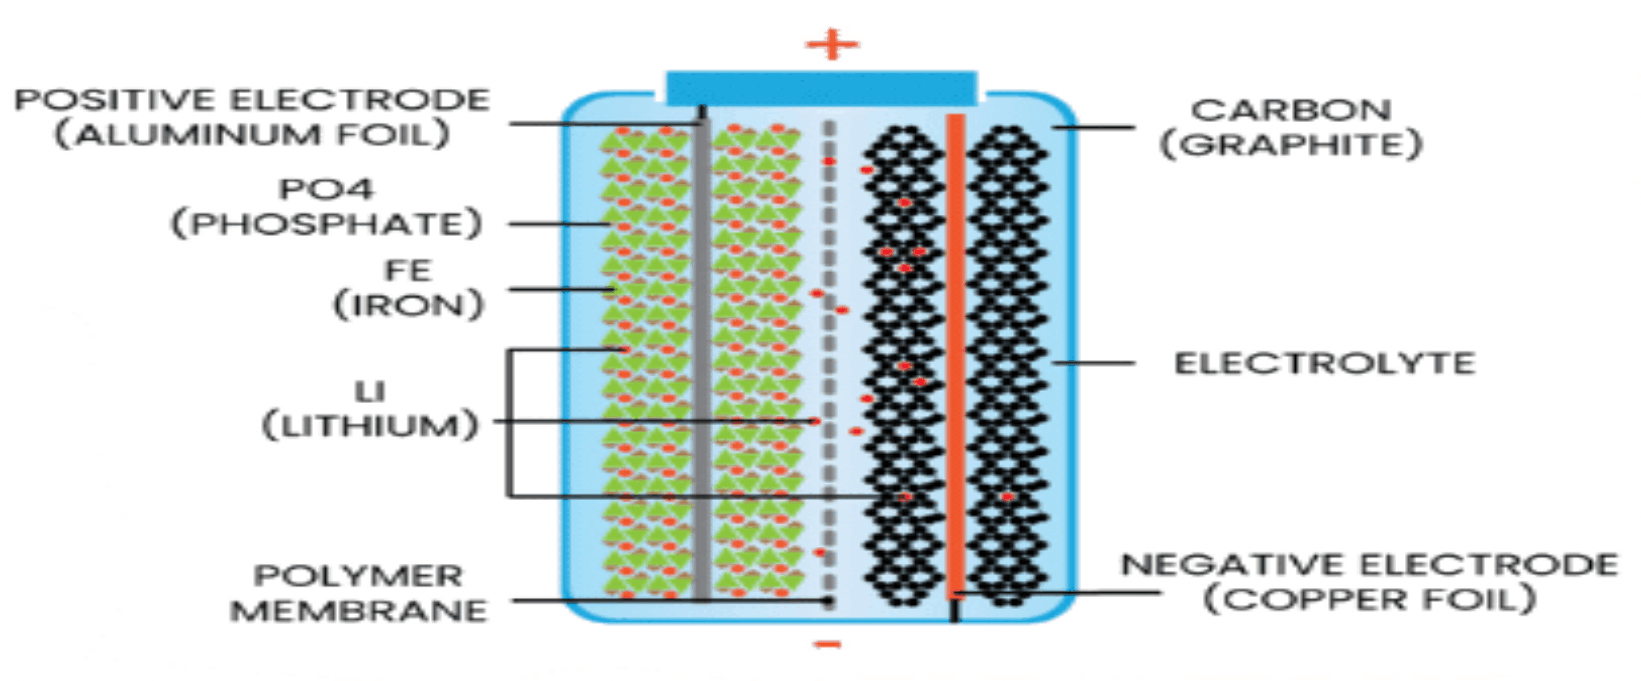 +
POSITIVE ELECTRODE
(ALUMINUM FOIL)
PO4
(PHOSPHATE)
FE
(IRON)
LI
(LITHIUM)
POLYMER
MEMBRANE
CARBON
(GRAPHITE)
ELECTROLYTE
NEGATIVE ELECTRODE
(COPPER FOIL)
-